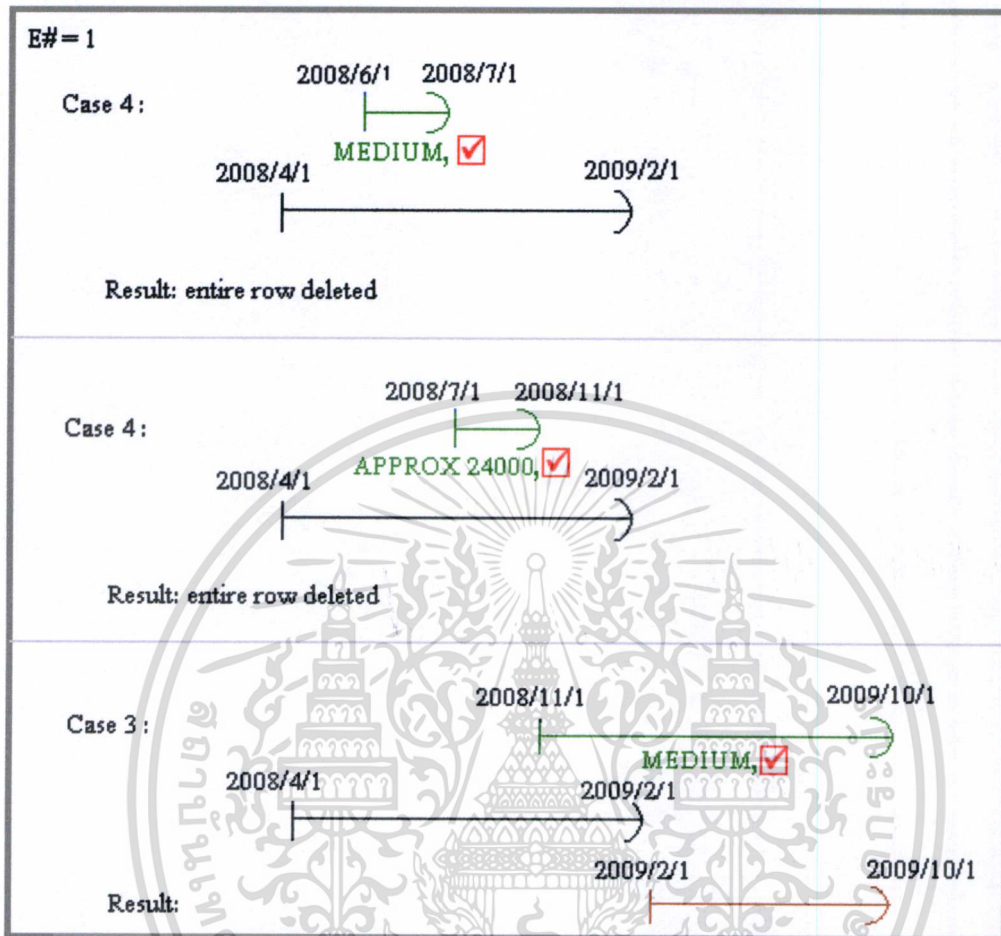 E# = 1
2008/6/1 2008/7/1
Case 4 :
MEDIUM,
2008/4/1 2009/2/1
Result: entire row deleted
2008/7/1 2008/11/1
Case 4 :
APPROX 24000,
2008/4/1 2009/2/1
Result: entire row deleted
2008/11/1 2009/10/1
Case 3 :
MEDIUM,
2008/4/1 2009/2/1
2009/2/1 2009/10/1
Result: